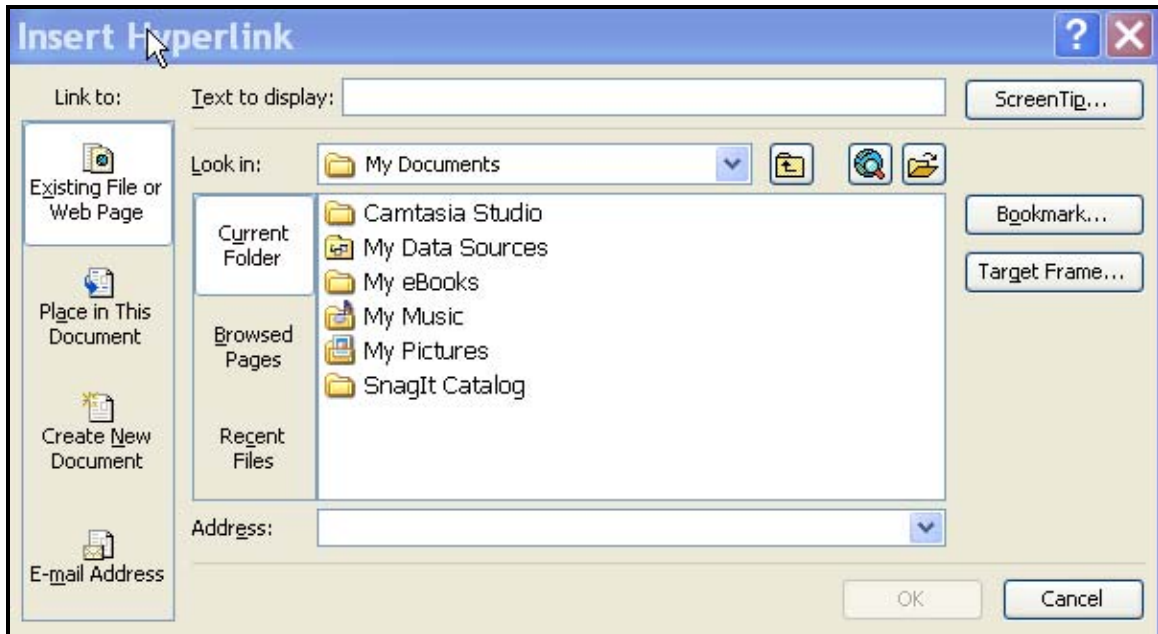 Insert Hyperlink
?
Link to:
Text to display:
ScreenTip...
Existing File or
Web Page
Look in:
My Documents
Current
Folder
Camtasia Studio
My Data Sources
My eBooks
My Music
My Pictures
SnagIt Catalog
Bookmark...
Target Frame...
Place in This
Document
Browsed
Pages
Create New
Document
Recent
Files
Address:
E-mail Address
OK
Cancel